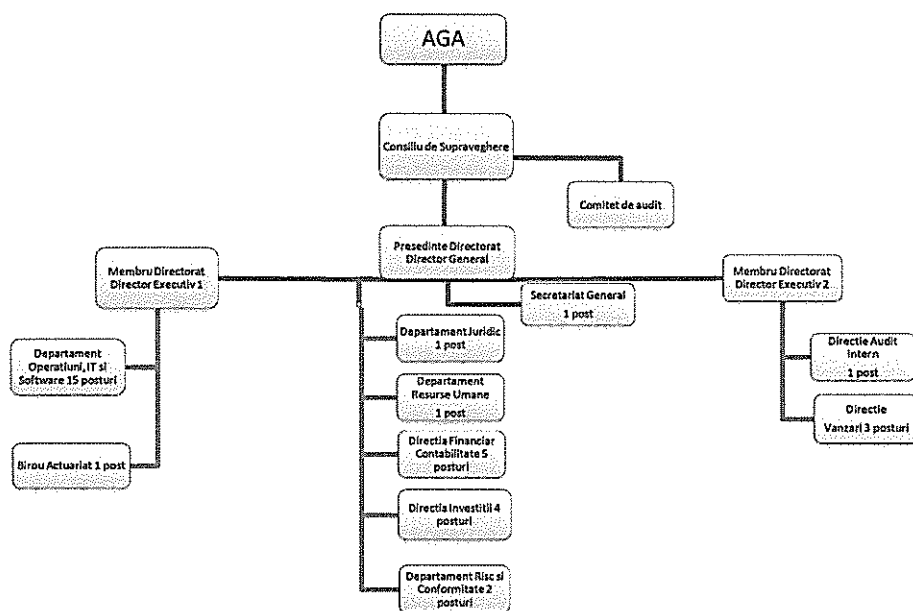 AGA
Consiliu de Supraveghere
Comitet de audit
Presedinte Directorat
Director General
Membru Directorat
Director Executiv 1
Membru Directorat
Director Executiv 2
Secretariat General
1 post
Departament
Operatiuni, IT si
Software 15 posturi
Birou Actuariat 1 post
Departament Juridic
1 post
Departament
Resurse Umane
1 post
Directia Financiar
Contabilitate 5
posturi
Directia Investitii 4
posturi
Departament Risc si
Conformitate 2
posturi
Directie Audit
Intern
1 post
Directie
Vanzari 3 posturi